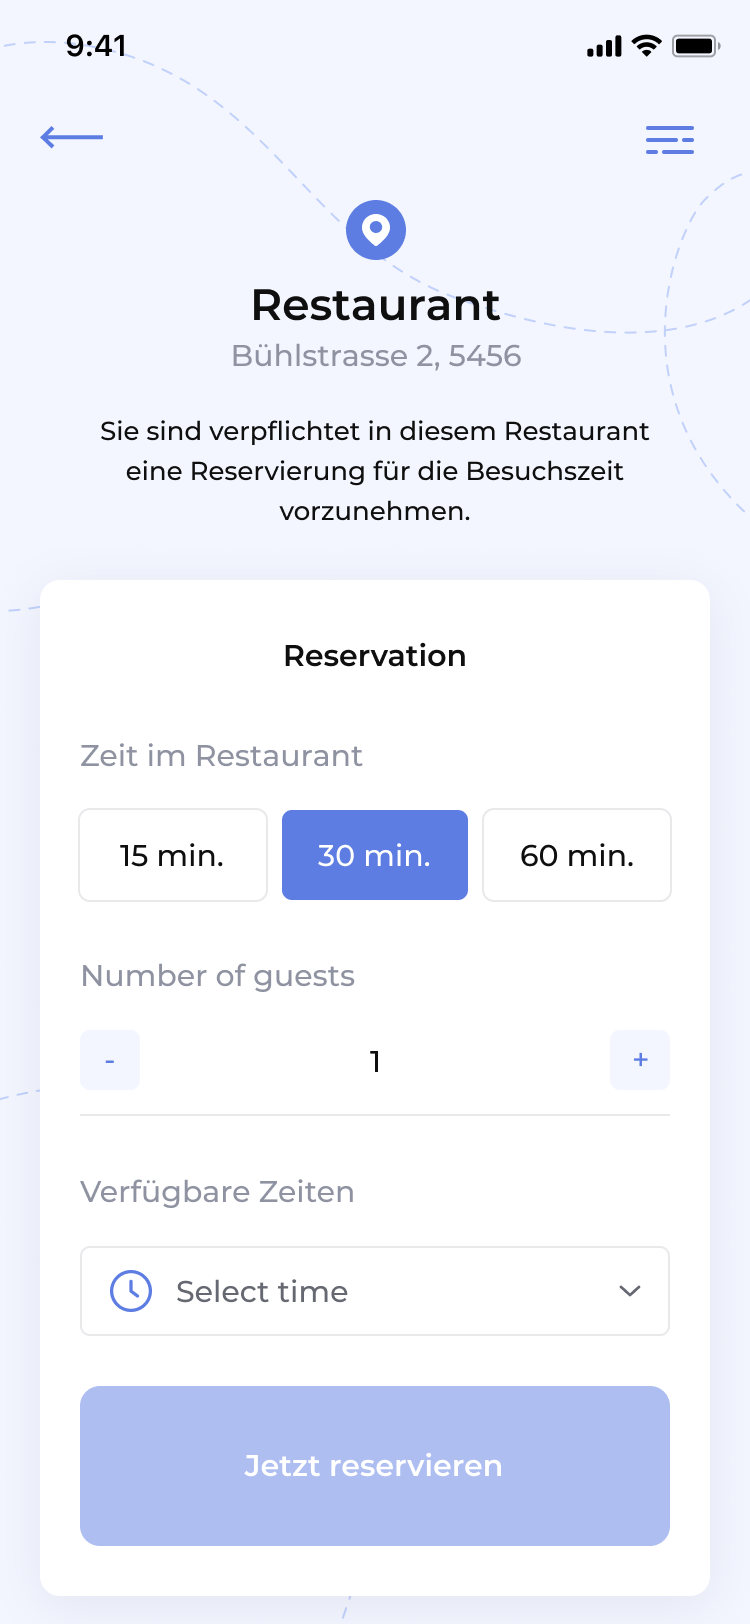 9:41
Restaurant
Bühlstrasse 2, 5456
Sie sind verpflichtet in diesem Restaurant
eine Reservierung für die Besuchszeit
vorzunehmen.
Reservation
Zeit im Restaurant
15 min. 30 min. 60 min.
Number of guests
- 1 +
Verfügbare Zeiten
Select time
Jetzt reservieren